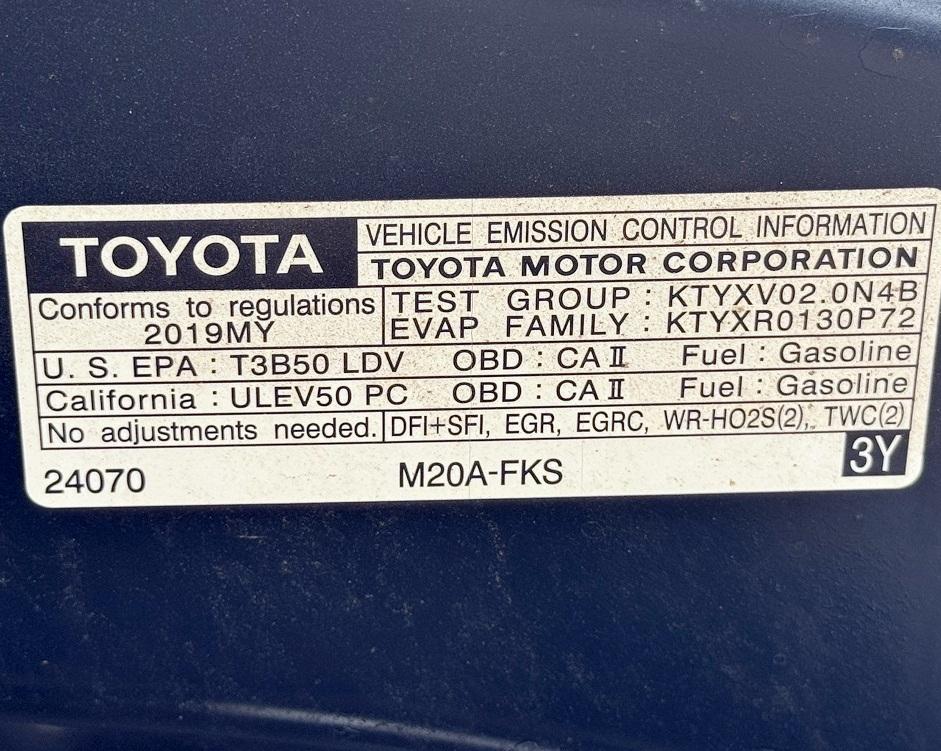 TOYOTA
VEHICLE EMISSION CONTROL INFORMATION
TOYOTA MOTOR CORPORATION
Conforms to regulations
2019MY
TEST GROUP : KTYXV02.0N4B
EVAP FAMILY : KTYXR0130P72
U. S. EPA : T3B50 LDV OBD : CA II Fuel : Gasoline
California : ULEV50 PC OBD : CA II Fuel : Gasoline
No adjustments needed. DFI+SFI, EGR, EGRC, WR-HO2S(2), TWC(2)
24070 M20A-FKS 3Y